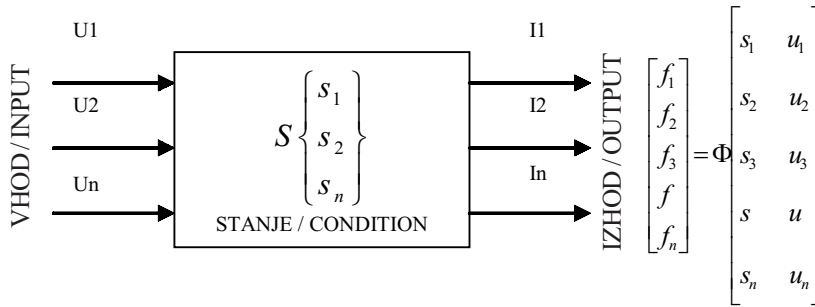 VHOD / INPUT
U1
U2
Un
S { s₁ s₂ sₙ }
STANJE / CONDITION
I1
I2
In
IZHOD / OUTPUT
[ f₁ f₂ f₃ f fₙ ] = Φ [ s₁ u₁
s₂ u₂
s₃ u₃
s u
sₙ uₙ ]